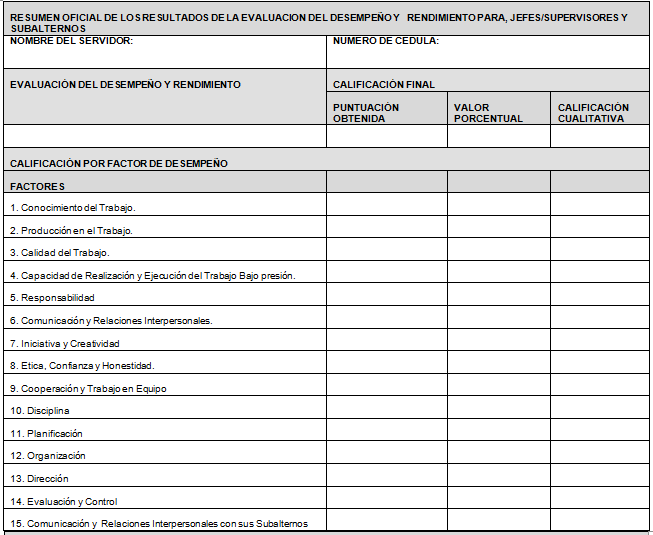 RESUMEN OFICIAL DE LOS RESULTADOS DE LA EVALUACION DEL DESEMPEÑO Y RENDIMIENTO PARA, JEFES/SUPERVISORES Y
SUBALTERNOS
NOMBRE DEL SERVIDOR:
NUMERO DE CEDULA:
EVALUACIÓN DEL DESEMPEÑO Y RENDIMIENTO
CALIFICACIÓN FINAL
PUNTUACIÓN
OBTENIDA
VALOR
PORCENTUAL
CALIFICACIÓN
CUALITATIVA
CALIFICACIÓN POR FACTOR DE DESEMPEÑO
FACTORES
1. Conocimiento del Trabajo.
2. Producción en el Trabajo.
3. Calidad del Trabajo.
4. Capacidad de Realización y Ejecución del Trabajo Bajo presión.
5. Responsabilidad
6. Comunicación y Relaciones Interpersonales.
7. Iniciativa y Creatividad
8. Etica, Confianza y Honestidad.
9. Cooperación y Trabajo en Equipo
10. Disciplina
11. Planificación
12. Organización
13. Dirección
14. Evaluación y Control
15. Comunicación y Relaciones Interpersonales con sus Subalternos